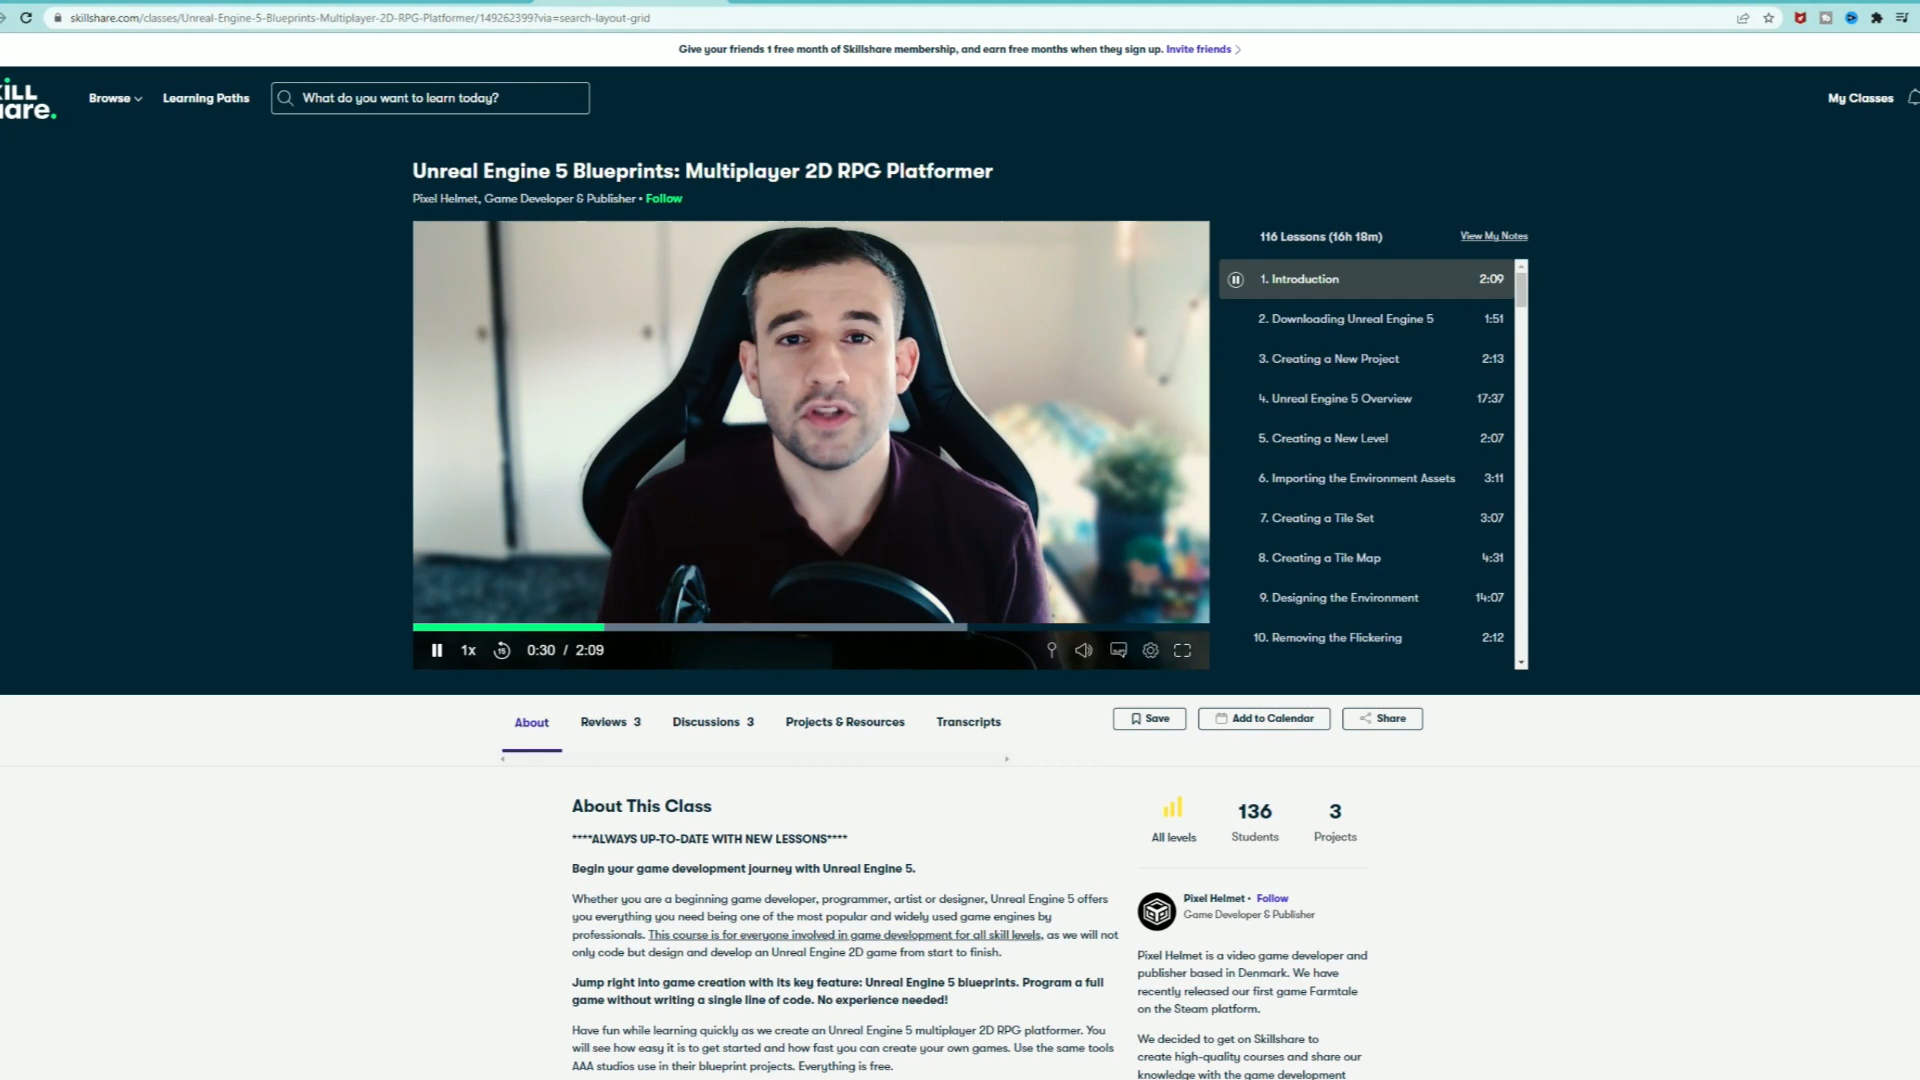 skillshare.com/classes/Unreal-Engine-5-Blueprints-Multiplayer-2D-RPG-Platformer/149262399?via=search-layout-grid
Give your friends 1 free month of Skillshare membership, and earn free months when they sign up. Invite friends
Browse
Learning Paths
What do you want to learn today?
My Classes
Unreal Engine 5 Blueprints: Multiplayer 2D RPG Platformer
Pixel Helmet, Game Developer & Publisher • Follow
116 Lessons (16h 18m)
View My Notes
1. Introduction 2:09
2. Downloading Unreal Engine 5 1:51
3. Creating a New Project 2:13
4. Unreal Engine 5 Overview 17:37
5. Creating a New Level 2:07
6. Importing the Environment Assets 3:11
7. Creating a Tile Set 3:07
8. Creating a Tile Map 4:31
9. Designing the Environment 14:07
10. Removing the Flickering 2:12
1x 15 0:30 / 2:09
About
Reviews 3
Discussions 3
Projects & Resources
Transcripts
Save
Add to Calendar
Share
About This Class
****ALWAYS UP-TO-DATE WITH NEW LESSONS****
Begin your game development journey with Unreal Engine 5.
Whether you are a beginning game developer, programmer, artist or designer, Unreal Engine 5 offers
you everything you need being one of the most popular and widely used game engines by
professionals. This course is for everyone involved in game development for all skill levels, as we will not
only code but design and develop an Unreal Engine 2D game from start to finish.
Jump right into game creation with its key feature: Unreal Engine 5 blueprints. Program a full
game without writing a single line of code. No experience needed!
Have fun while learning quickly as we create an Unreal Engine 5 multiplayer 2D RPG platformer. You
will see how easy it is to get started and how fast you can create your own games. Use the same tools
AAA studios use in their blueprint projects. Everything is free.
All levels
136
Students
3
Projects
Pixel Helmet • Follow
Game Developer & Publisher
Pixel Helmet is a video game developer and
publisher based in Denmark. We have
recently released our first game Farmtale
on the Steam platform.
We decided to get on Skillshare to
create high-quality courses and share our
knowledge with the game development